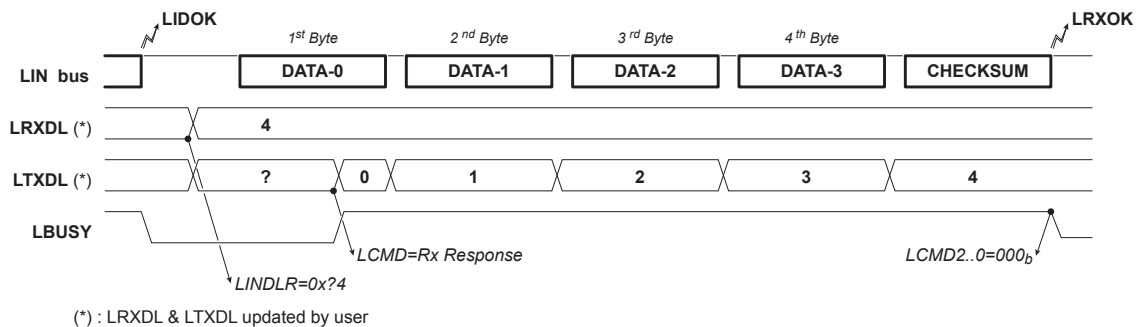 LIDOK LRXOK
1st Byte 2nd Byte 3rd Byte 4th Byte
LIN bus DATA-0 DATA-1 DATA-2 DATA-3 CHECKSUM
LRXDL (*) 4
LTXDL (*) ? 0 1 2 3 4
LBUSY
LCMD=Rx Response LCMD2..0=000b
LINDLR=0x?4
(*) : LRXDL & LTXDL updated by user